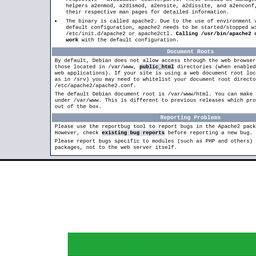 helpers a2enmod, a2dismod, a2ensite, a2dissite, and a2enconf,
their respective man pages for detailed information.
The binary is called apache2. Due to the use of environment
default configuration, apache2 needs to be started/stopped
/etc/init.d/apache2 or apache2ctl. Calling /usr/bin/apache2
work with the default configuration.
Document Roots
By default, Debian does not allow access through the web browser
those located in /var/www, public_html directories (when enabled
web applications). If your site is using a web document root
as in /srv) you may need to whitelist your document root
/etc/apache2/apache2.conf.
The default Debian document root is /var/www/html. You can make
under /var/www. This is different to previous releases which
out of the box.
Reporting Problems
Please use the reportbug tool to report bugs in the Apache2
However, check existing bug reports before reporting a new bug.
Please report bugs specific to modules (such as PHP and others)
packages, not to the web server itself.